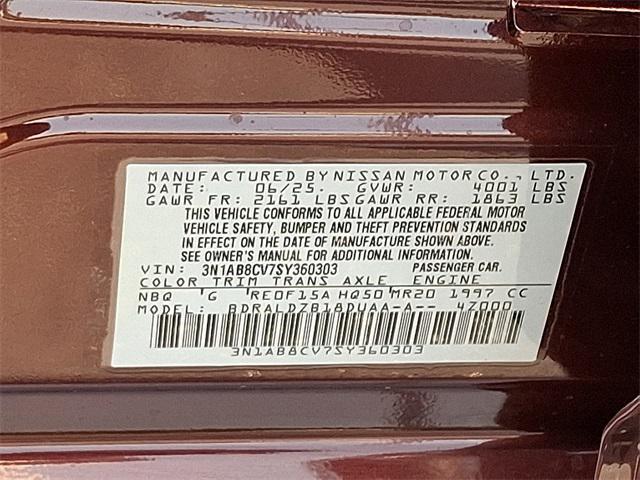 MANUFACTURED BY NISSAN MOTOR CO., LTD.
DATE: 06/25. GVWR: 4001 LBS
GAWR FR: 2161 LBS GAWR RR: 1863 LBS
THIS VEHICLE CONFORMS TO ALL APPLICABLE FEDERAL MOTOR
VEHICLE SAFETY, BUMPER AND THEFT PREVENTION STANDARDS
IN EFFECT ON THE DATE OF MANUFACTURE SHOWN ABOVE.
SEE OWNER'S MANUAL FOR ADDITIONAL INFORMATION.
VIN: 3N1AB8CV7SY360303 PASSENGER CAR.
COLOR TRIM TRANS AXLE ENGINE
NBQ 'G RE0F15A HQ50 MR20 1997 CC
MODEL: BDRALDZB18DUAA-A-- 4Z000
3N1AB8CV7SY360303